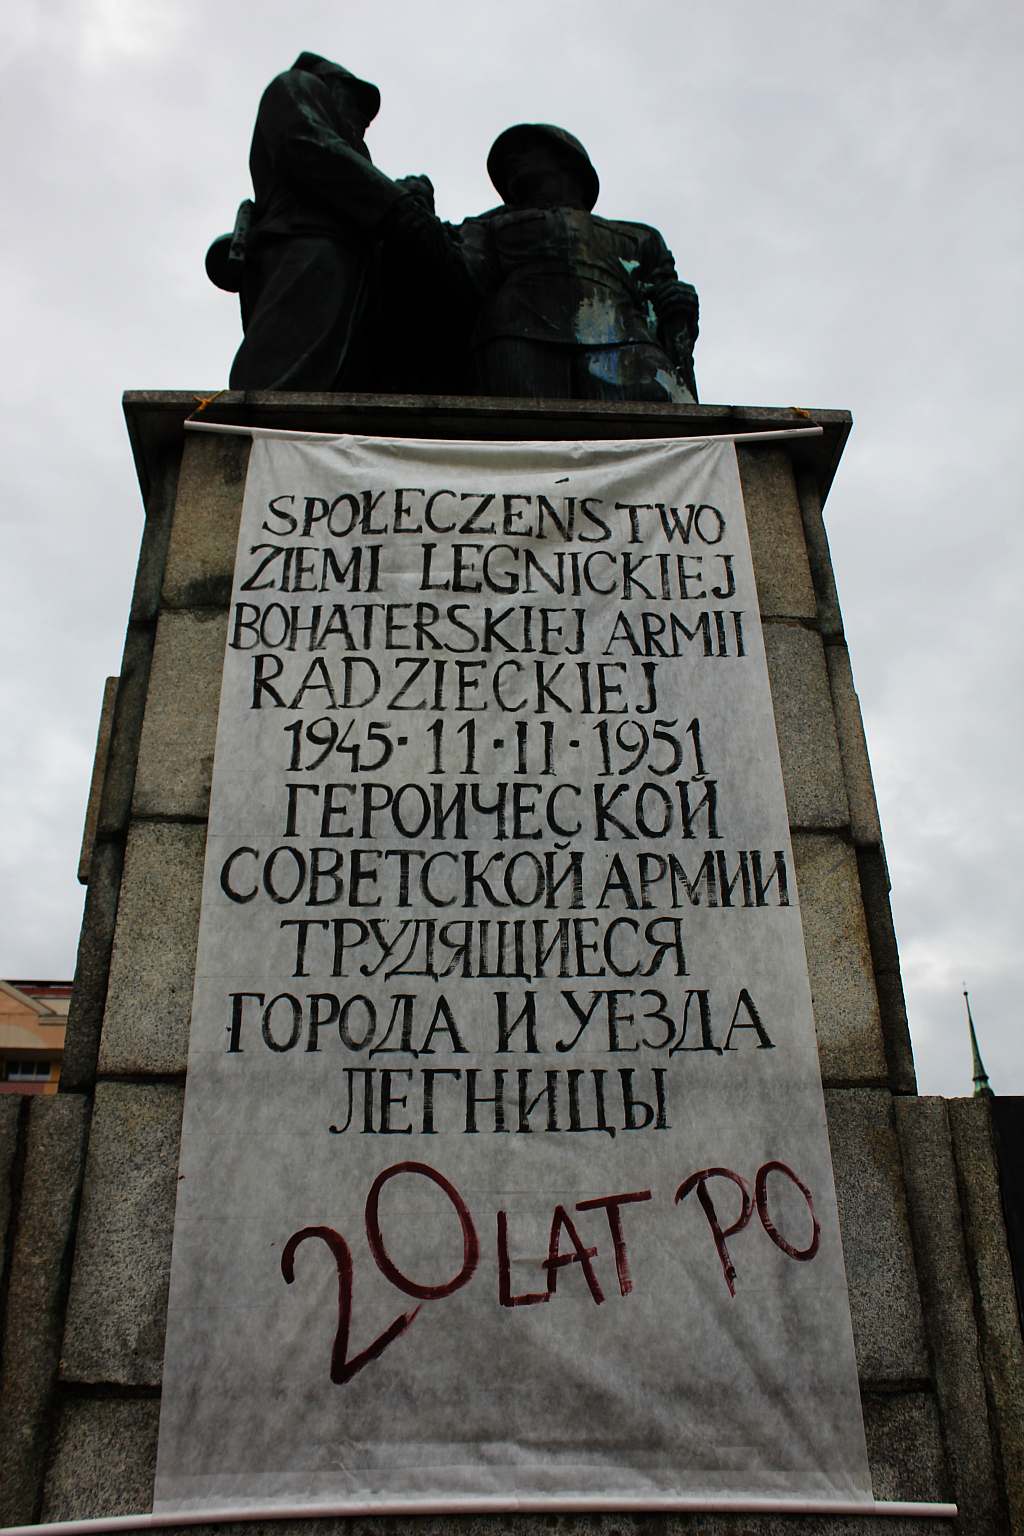 SPOŁECZEŃSTWO
ZIEMI LEGNICKIEJ
BOHATERSKIEJ ARMII
RADZIECKIEJ
1945·11·II·1951
ГЕРОИЧЕСКОЙ
СОВЕТСКОЙ АРМИИ
ТРУДЯЩИЕСЯ
ГОРОДА И УЕЗДА
ЛЕГНИЦЫ
20 LAT PO